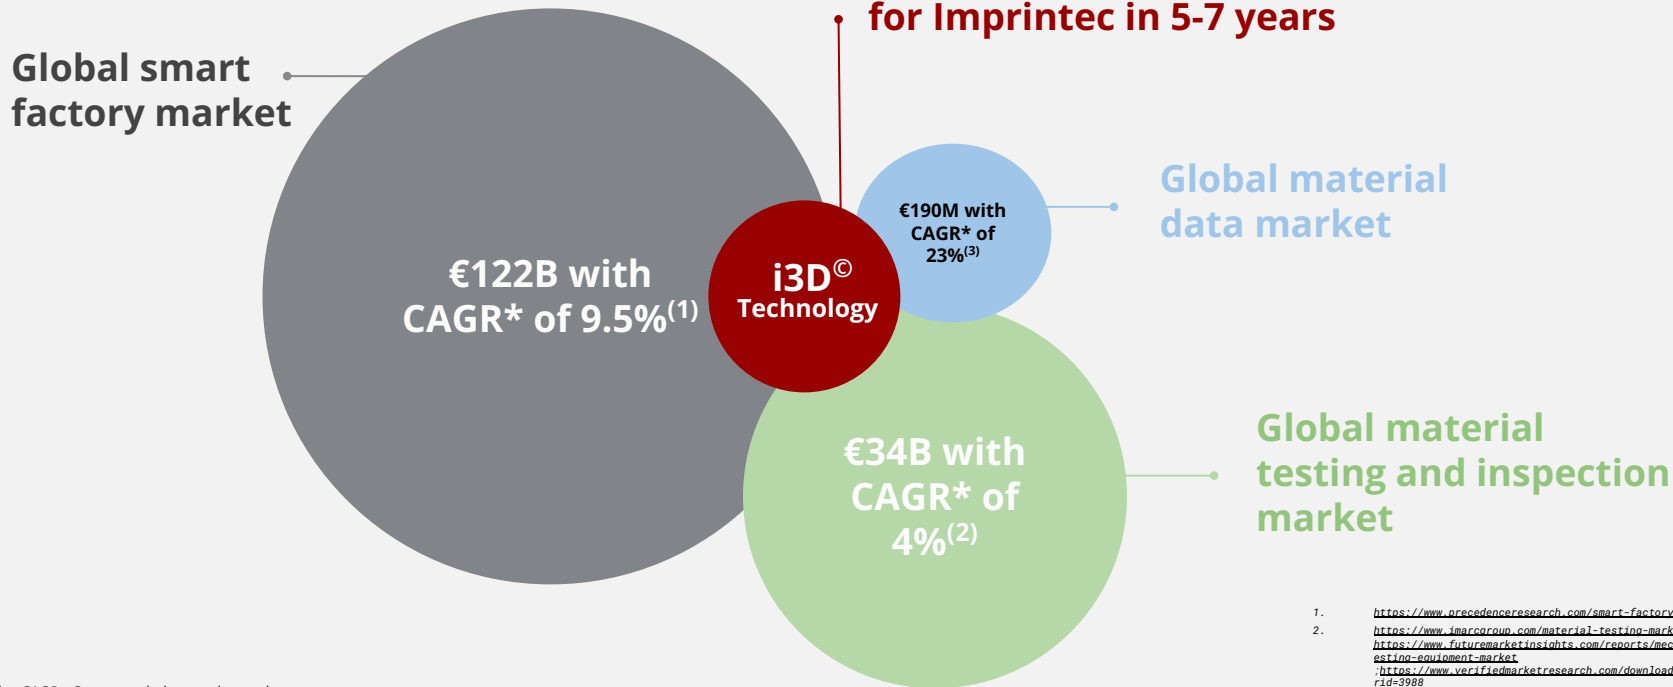 for Imprintec in 5-7 years
Global smart
factory market
Global material
data market
€190M with
CAGR* of
23%(3)
€122B with
CAGR* of 9.5%(1)
i3D©
Technology
Global material
testing and inspection
market
€34B with
CAGR* of
4%(2)
1. https://www.precedenceresearch.com/smart-factory
2. https://www.imarcgroup.com/material-testing-mark
https://www.futuremarketinsights.com/reports/mec
esting-equipment-market
;https://www.verifiedmarketresearch.com/download
rid=3988